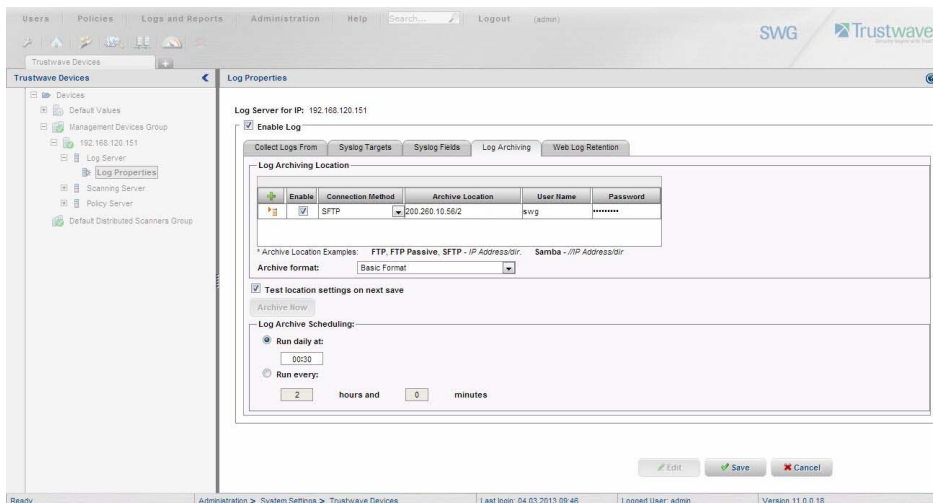 Users Policies Logs and Reports Administration Help Search... Logout (admin)
SWG Trustwave
Trustwave Devices
Trustwave Devices
Devices
Default Values
Management Devices Group
192.168.120.151
Log Server
Log Properties
Scanning Server
Policy Server
Default Distributed Scanners Group
Log Properties
Log Server for IP: 192.168.120.151
Enable Log
Collect Logs From Syslog Targets Syslog Fields Log Archiving Web Log Retention
Log Archiving Location
Enable Connection Method Archive Location User Name Password
SFTP 200.260.10.56/2 swg •••••••••
* Archive Location Examples: FTP, FTP Passive, SFTP - IP Address/dir. Samba - //IP Address/dir
Archive format: Basic Format
Test location settings on next save
Archive Now
Log Archive Scheduling:
Run daily at:
00:30
Run every:
2 hours and 0 minutes
Edit Save Cancel
Ready Administration > System Settings > Trustwave Devices Last login: 04.03.2013 09:46 Logged User: admin Version 11.0.0.18